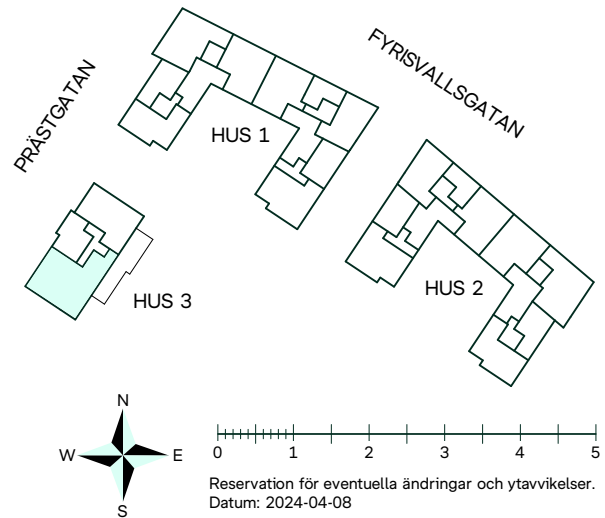 FYRISVALLSGATAN
PRÄSTGATAN
HUS 1
HUS 2
HUS 3
N
W E
S
0 1 2 3 4 5
Reservation för eventuella ändringar och ytavvikelser.
Datum: 2024-04-08